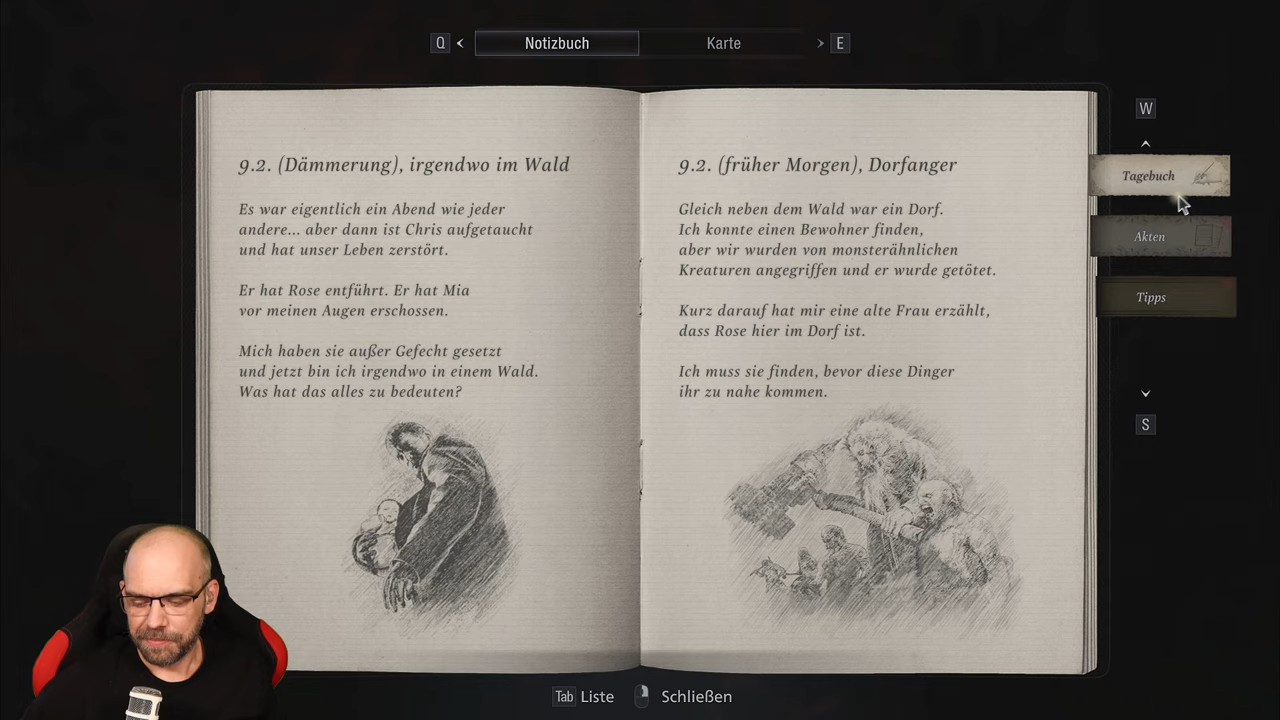 Q
Notizbuch
Karte
E
9.2. (Dämmerung), irgendwo im Wald
Es war eigentlich ein Abend wie jeder
andere... aber dann ist Chris aufgetaucht
und hat unser Leben zerstört.
Er hat Rose entführt. Er hat Mia
vor meinen Augen erschossen.
Mich haben sie außer Gefecht gesetzt
und jetzt bin ich irgendwo in einem Wald.
Was hat das alles zu bedeuten?
9.2. (früher Morgen), Dorfanger
Gleich neben dem Wald war ein Dorf.
Ich konnte einen Bewohner finden,
aber wir wurden von monsterähnlichen
Kreaturen angegriffen und er wurde getötet.
Kurz darauf hat mir eine alte Frau erzählt,
dass Rose hier im Dorf ist.
Ich muss sie finden, bevor diese Dinger
ihr zu nahe kommen.
W
Tagebuch
Akten
Tipps
S
Tab Liste
Schließen